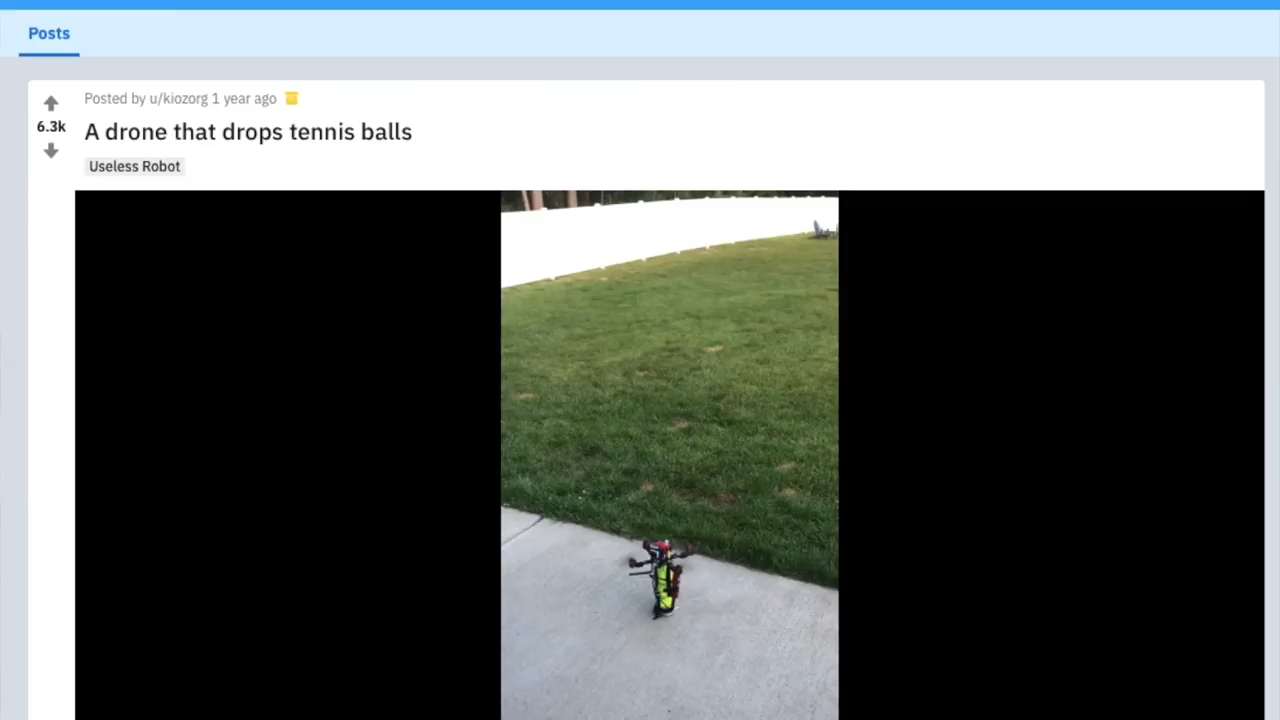 Posts
Posted by u/kiozorg 1 year ago
6.3k
A drone that drops tennis balls
Useless Robot